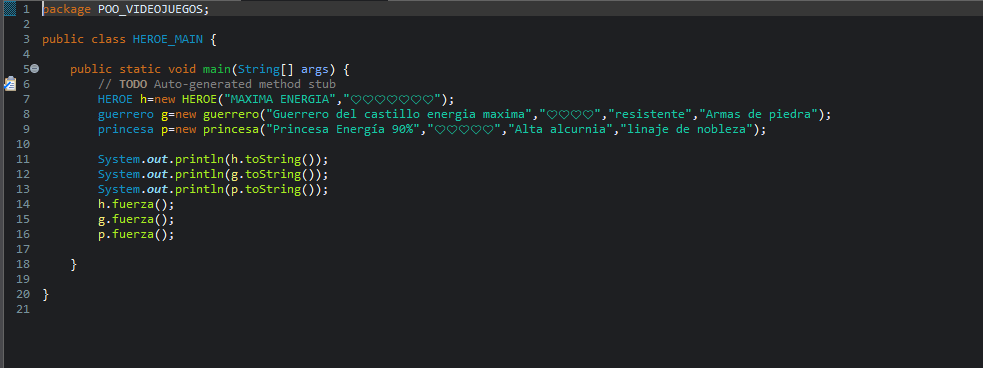 1 package POO_VIDEOJUEGOS;
2
3 public class HEROE_MAIN {
4
5 public static void main(String[] args) {
6 // TODO Auto-generated method stub
7 HEROE h=new HEROE("MAXIMA ENERGIA","♡♡♡♡♡♡♡");
8 guerrero g=new guerrero("Guerrero del castillo energia maxima","♡♡♡♡","resistente","Armas de piedra");
9 princesa p=new princesa("Princesa Energía 90%","♡♡♡♡♡","Alta alcurnia","linaje de nobleza");
10
11 System.out.println(h.toString());
12 System.out.println(g.toString());
13 System.out.println(p.toString());
14 h.fuerza();
15 g.fuerza();
16 p.fuerza();
17
18 }
19
20 }
21